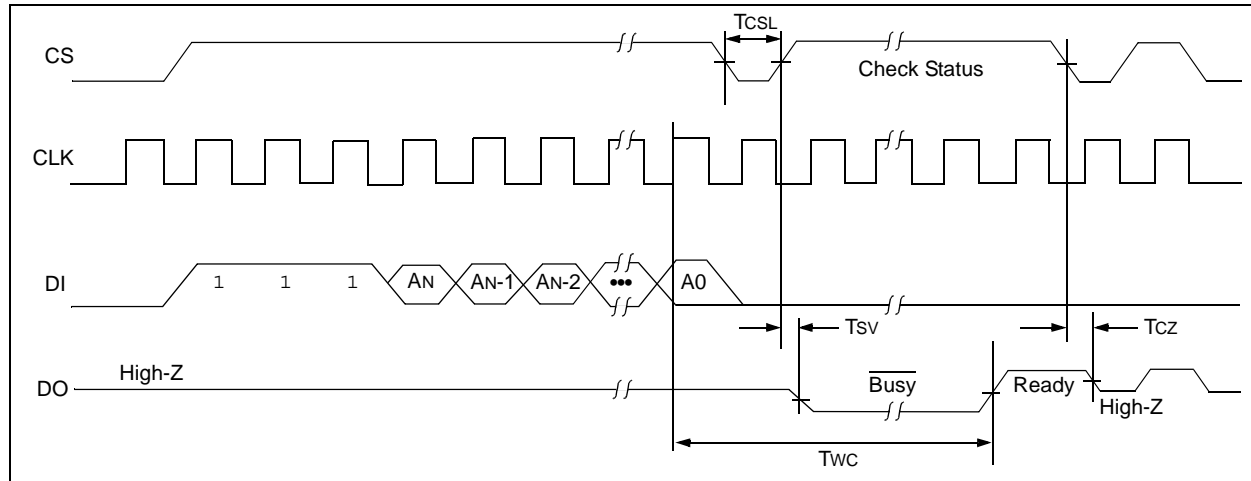 TCSL
CS
Check Status
CLK
DI
1 1 1 AN AN-1 AN-2 ••• A0
TSV
TCZ
High-Z
DO
Busy
Ready
High-Z
TWC